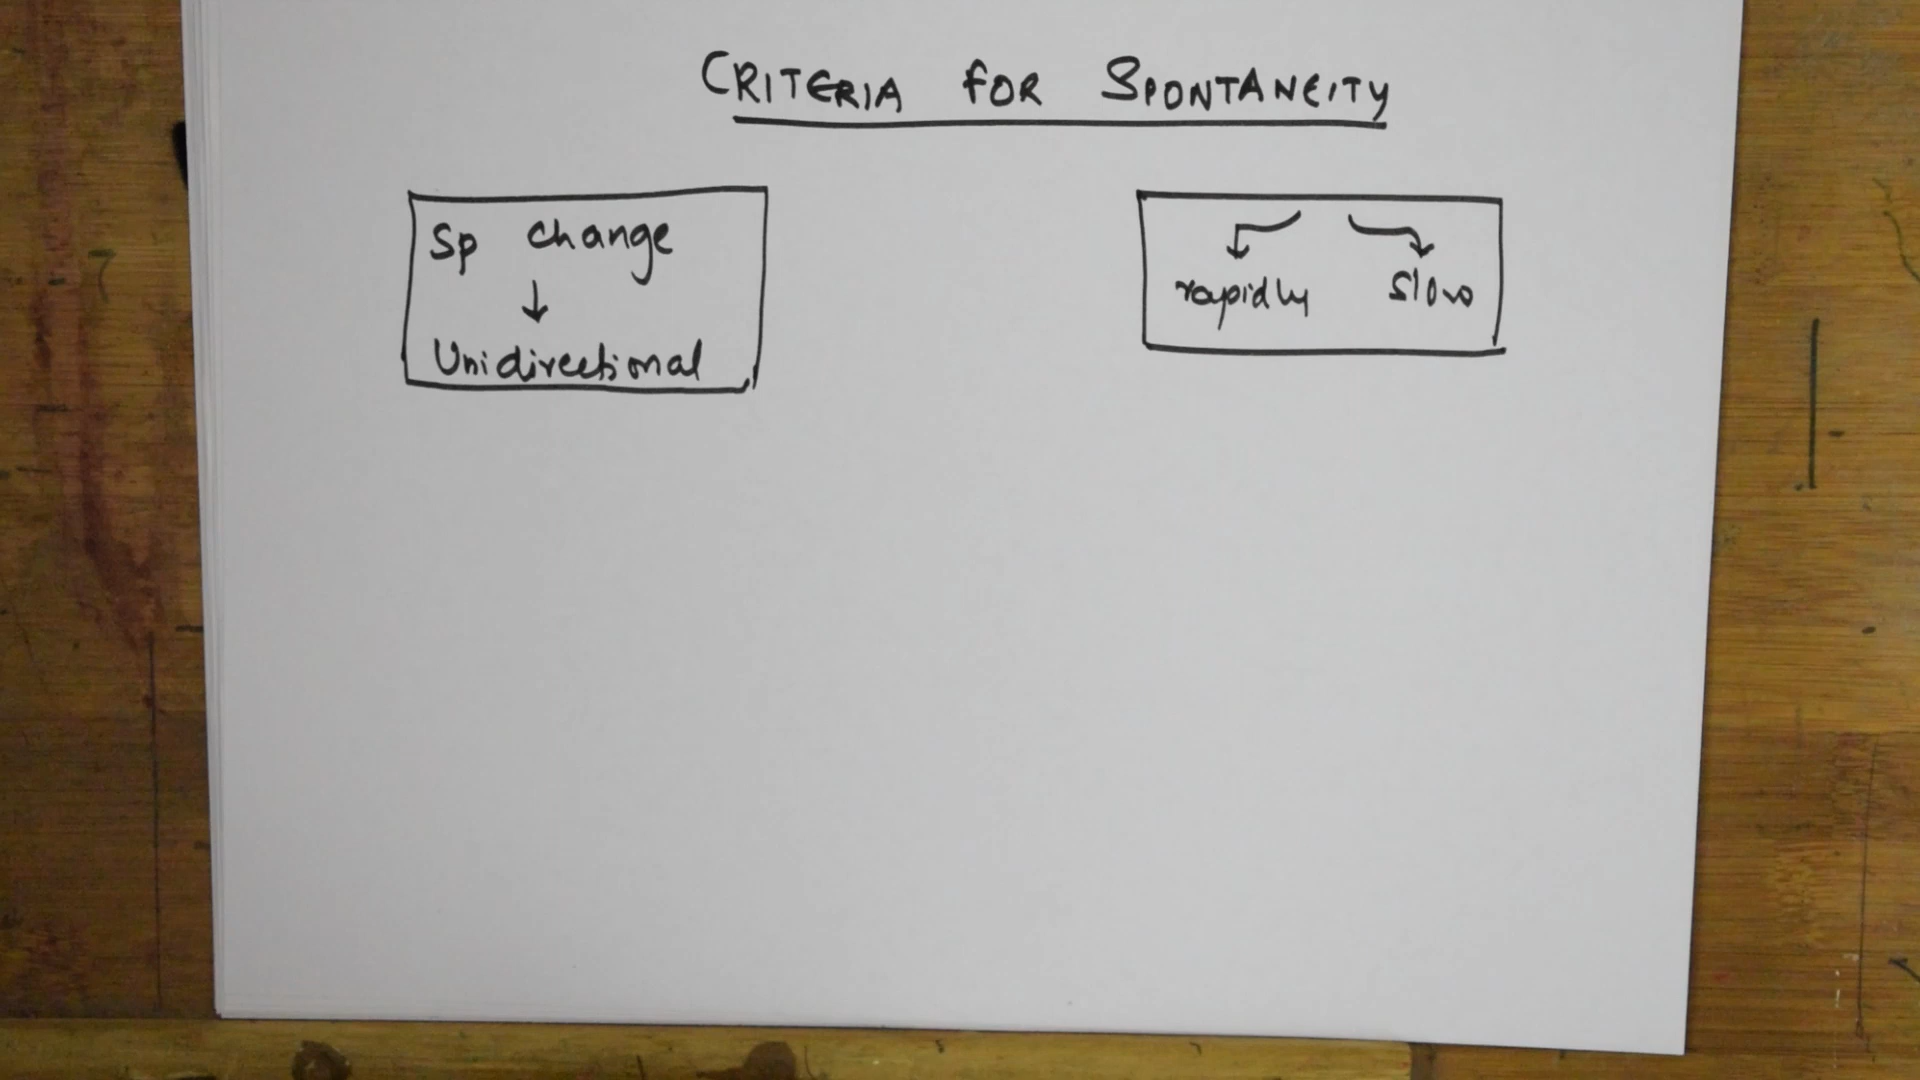 CRITERIA FOR SPONTANEITY
Sp change
↓
Unidirectional
rapidly slow